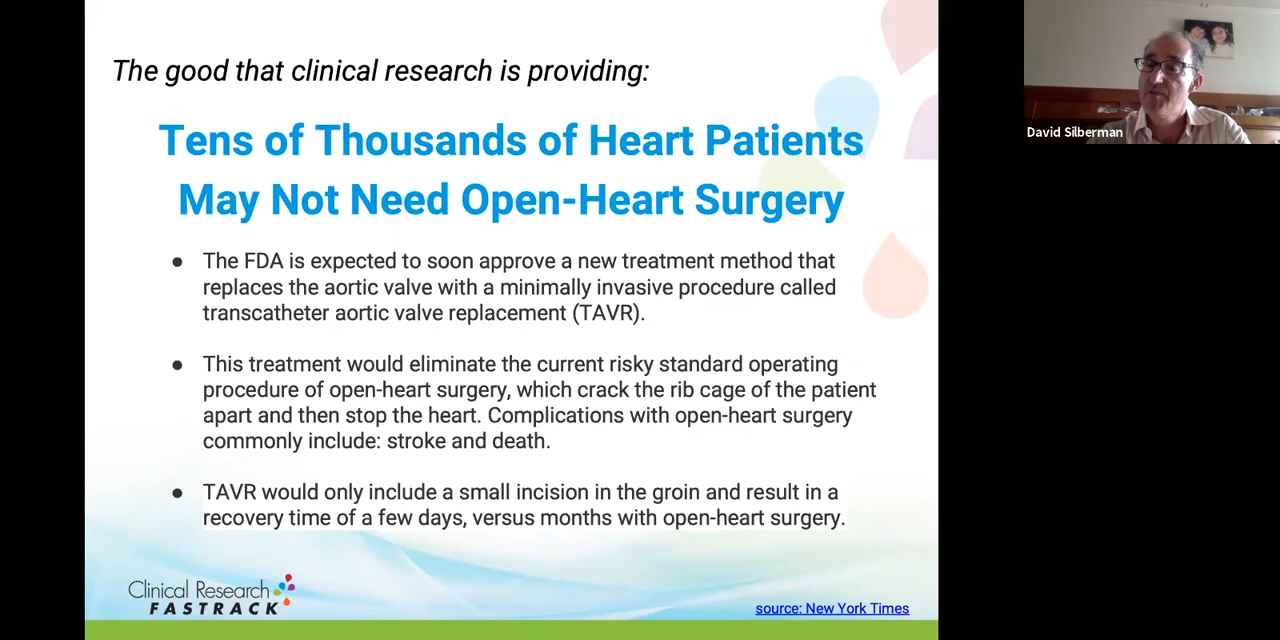 The good that clinical research is providing:
Tens of Thousands of Heart Patients
May Not Need Open-Heart Surgery
● The FDA is expected to soon approve a new treatment method that
replaces the aortic valve with a minimally invasive procedure called
transcatheter aortic valve replacement (TAVR).
● This treatment would eliminate the current risky standard operating
procedure of open-heart surgery, which crack the rib cage of the patient
apart and then stop the heart. Complications with open-heart surgery
commonly include: stroke and death.
● TAVR would only include a small incision in the groin and result in a
recovery time of a few days, versus months with open-heart surgery.
Clinical Research
FASTRACK
source: New York Times
David Silberman